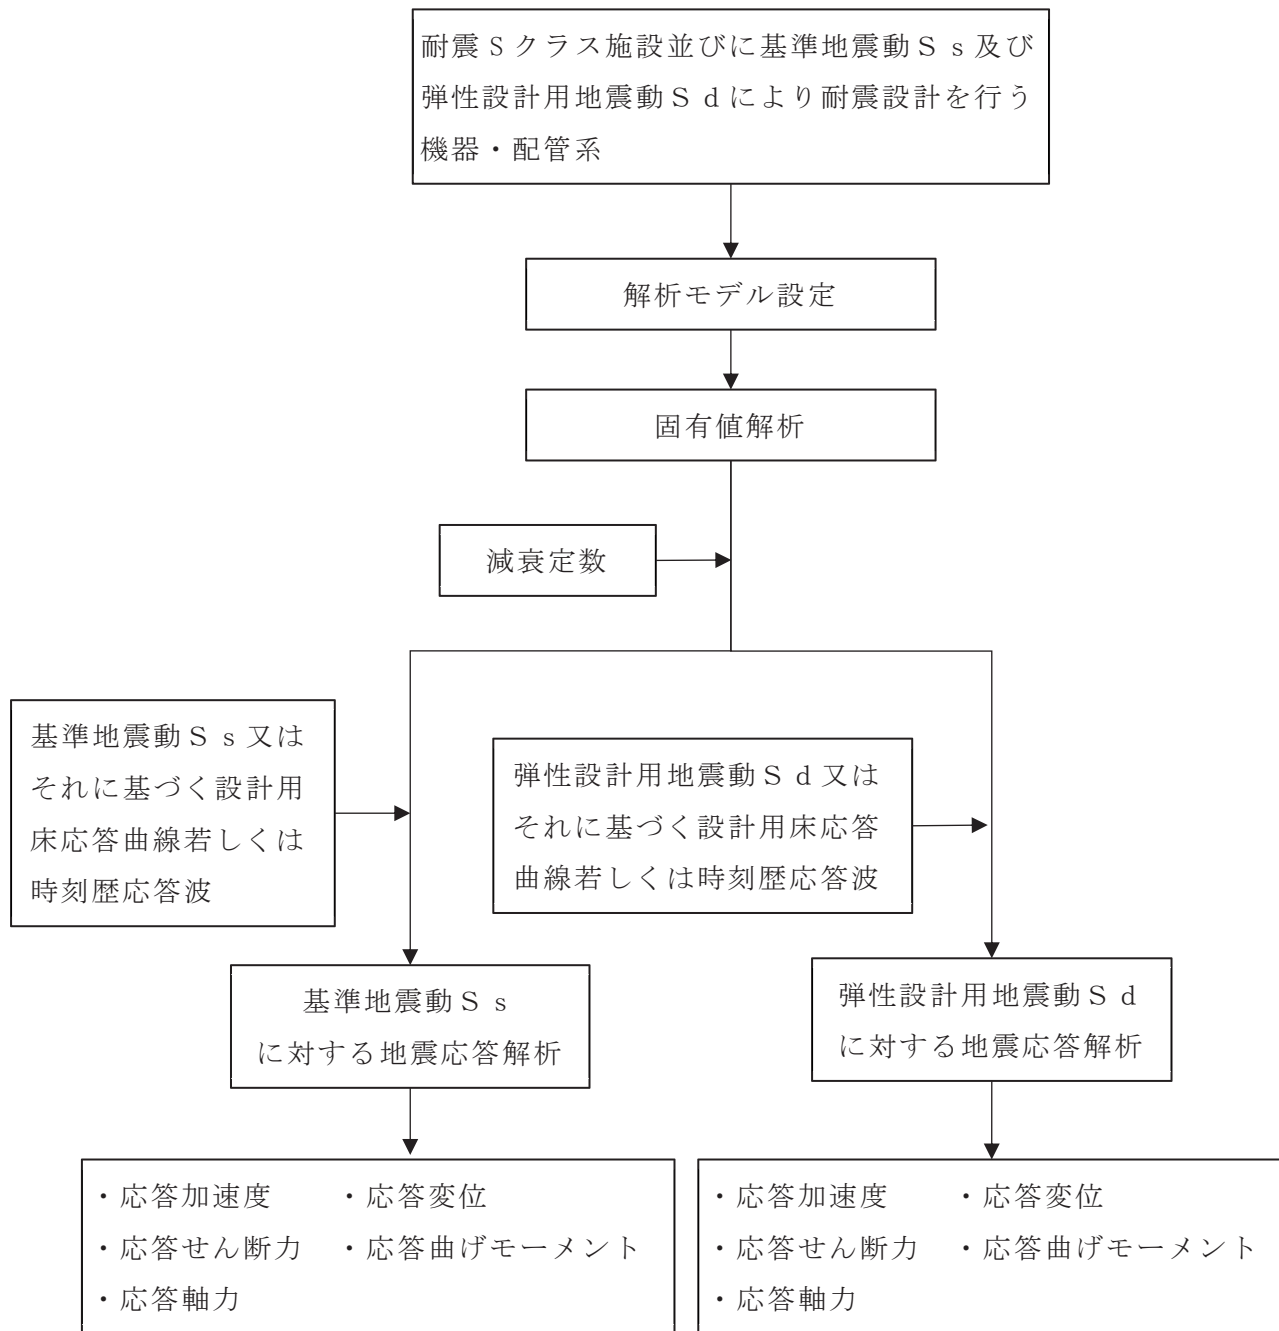 耐震Sクラス施設並びに基準地震動Ｓｓ及び
弾性設計用地震動Ｓｄにより耐震設計を行う
機器・配管系
解析モデル設定
固有値解析
減衰定数
基準地震動Ｓｓ又は
それに基づく設計用
床応答曲線若しくは
時刻歴応答波
弾性設計用地震動Ｓｄ又は
それに基づく設計用床応答
曲線若しくは時刻歴応答波
基準地震動Ｓｓ
に対する地震応答解析
弾性設計用地震動Ｓｄ
に対する地震応答解析
・応答加速度　・応答変位
・応答せん断力　・応答曲げモーメント
・応答軸力
・応答加速度　・応答変位
・応答せん断力　・応答曲げモーメント
・応答軸力